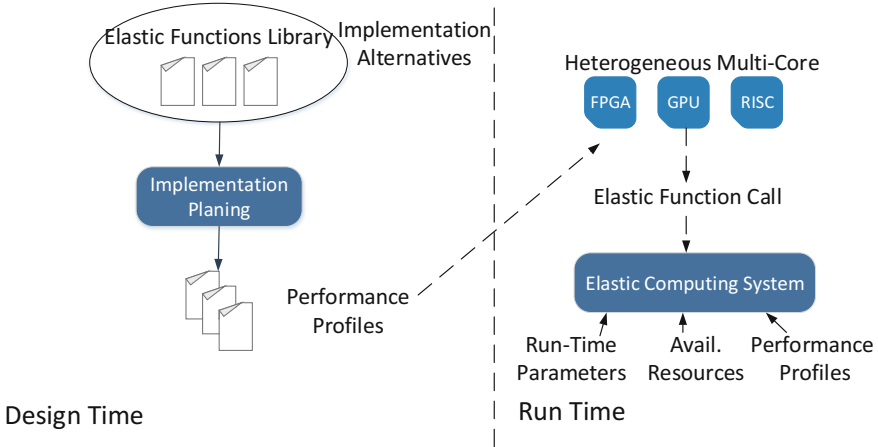 Elastic Functions Library
Implementation
Alternatives
Implementation
Planing
Performance
Profiles
Design Time
Heterogeneous Multi-Core
FPGA
GPU
RISC
Elastic Function Call
Elastic Computing System
Run-Time
Parameters
Avail.
Resources
Performance
Profiles
Run Time